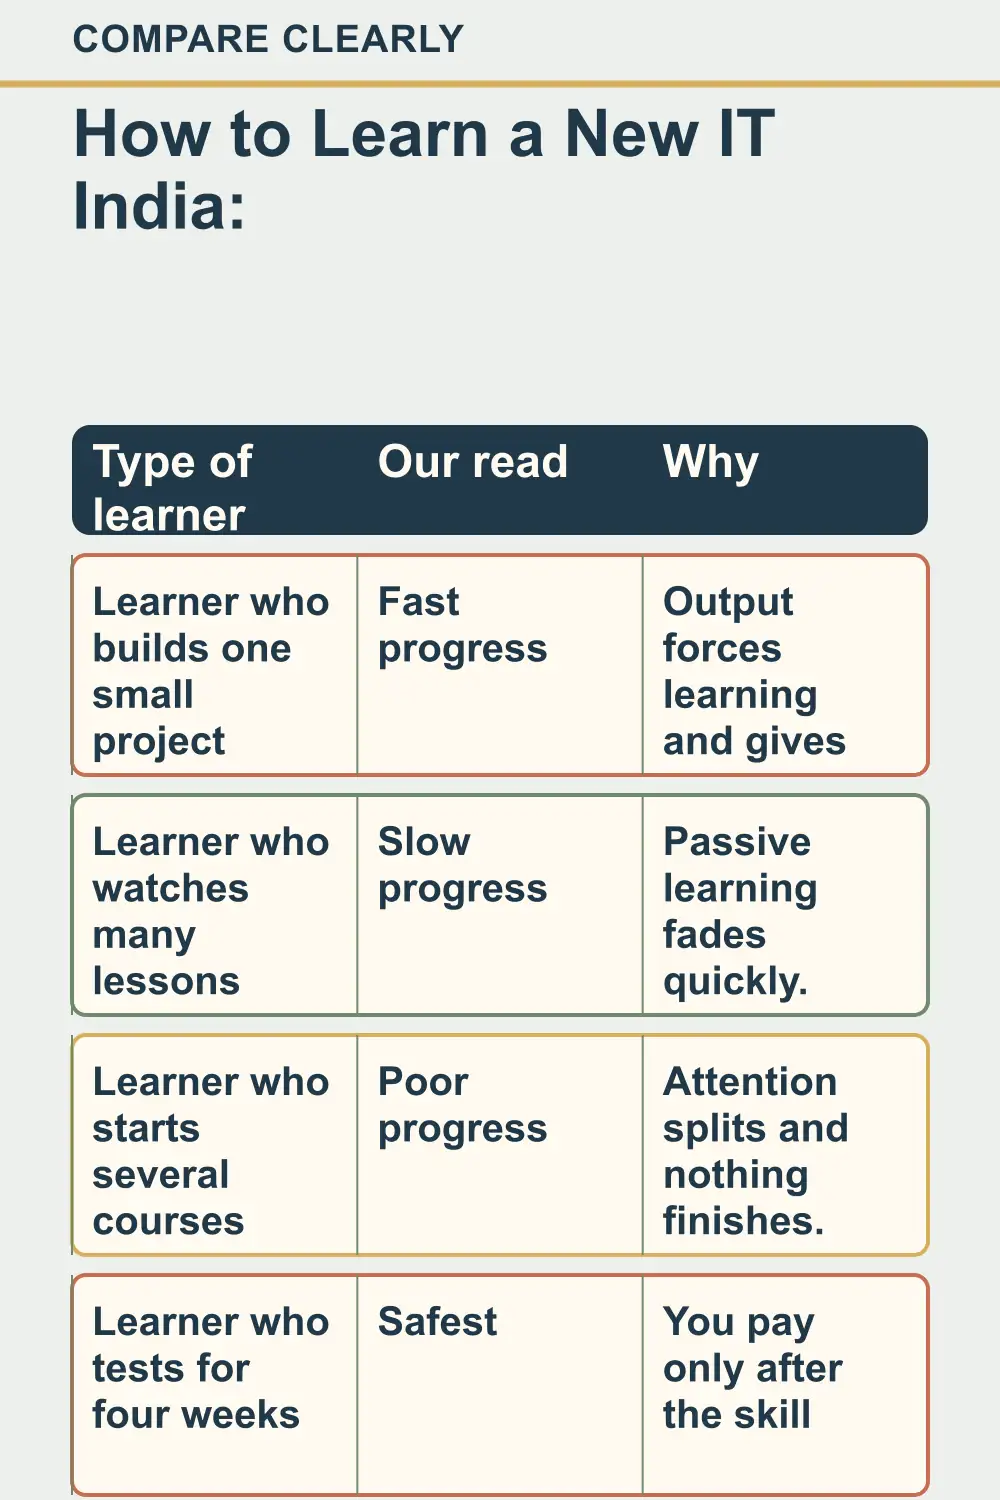 COMPARE CLEARLY
How to Learn a New IT
India:
Type of
learner
Our read
Why
Learner who
builds one
small
project
Fast
progress
Output
forces
learning
and gives
Learner who
watches
many
lessons
Slow
progress
Passive
learning
fades
quickly.
Learner who
starts
several
courses
Poor
progress
Attention
splits and
nothing
finishes.
Learner who
tests for
four weeks
Safest
You pay
only after
the skill